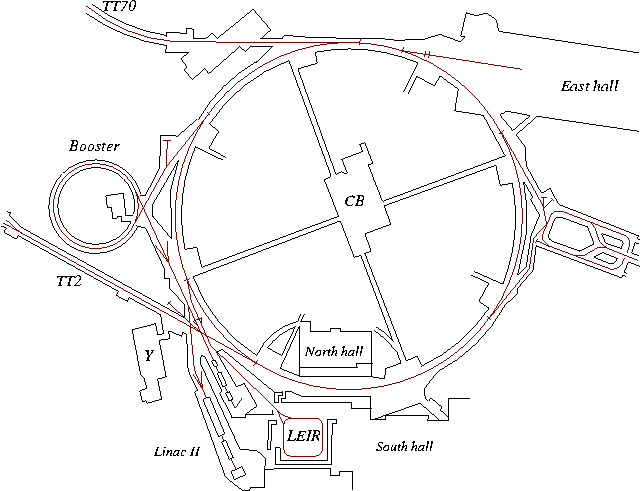 TT70
East hall
Booster
CB
TT2
Y
North hall
LEIR
Linac II
South hall